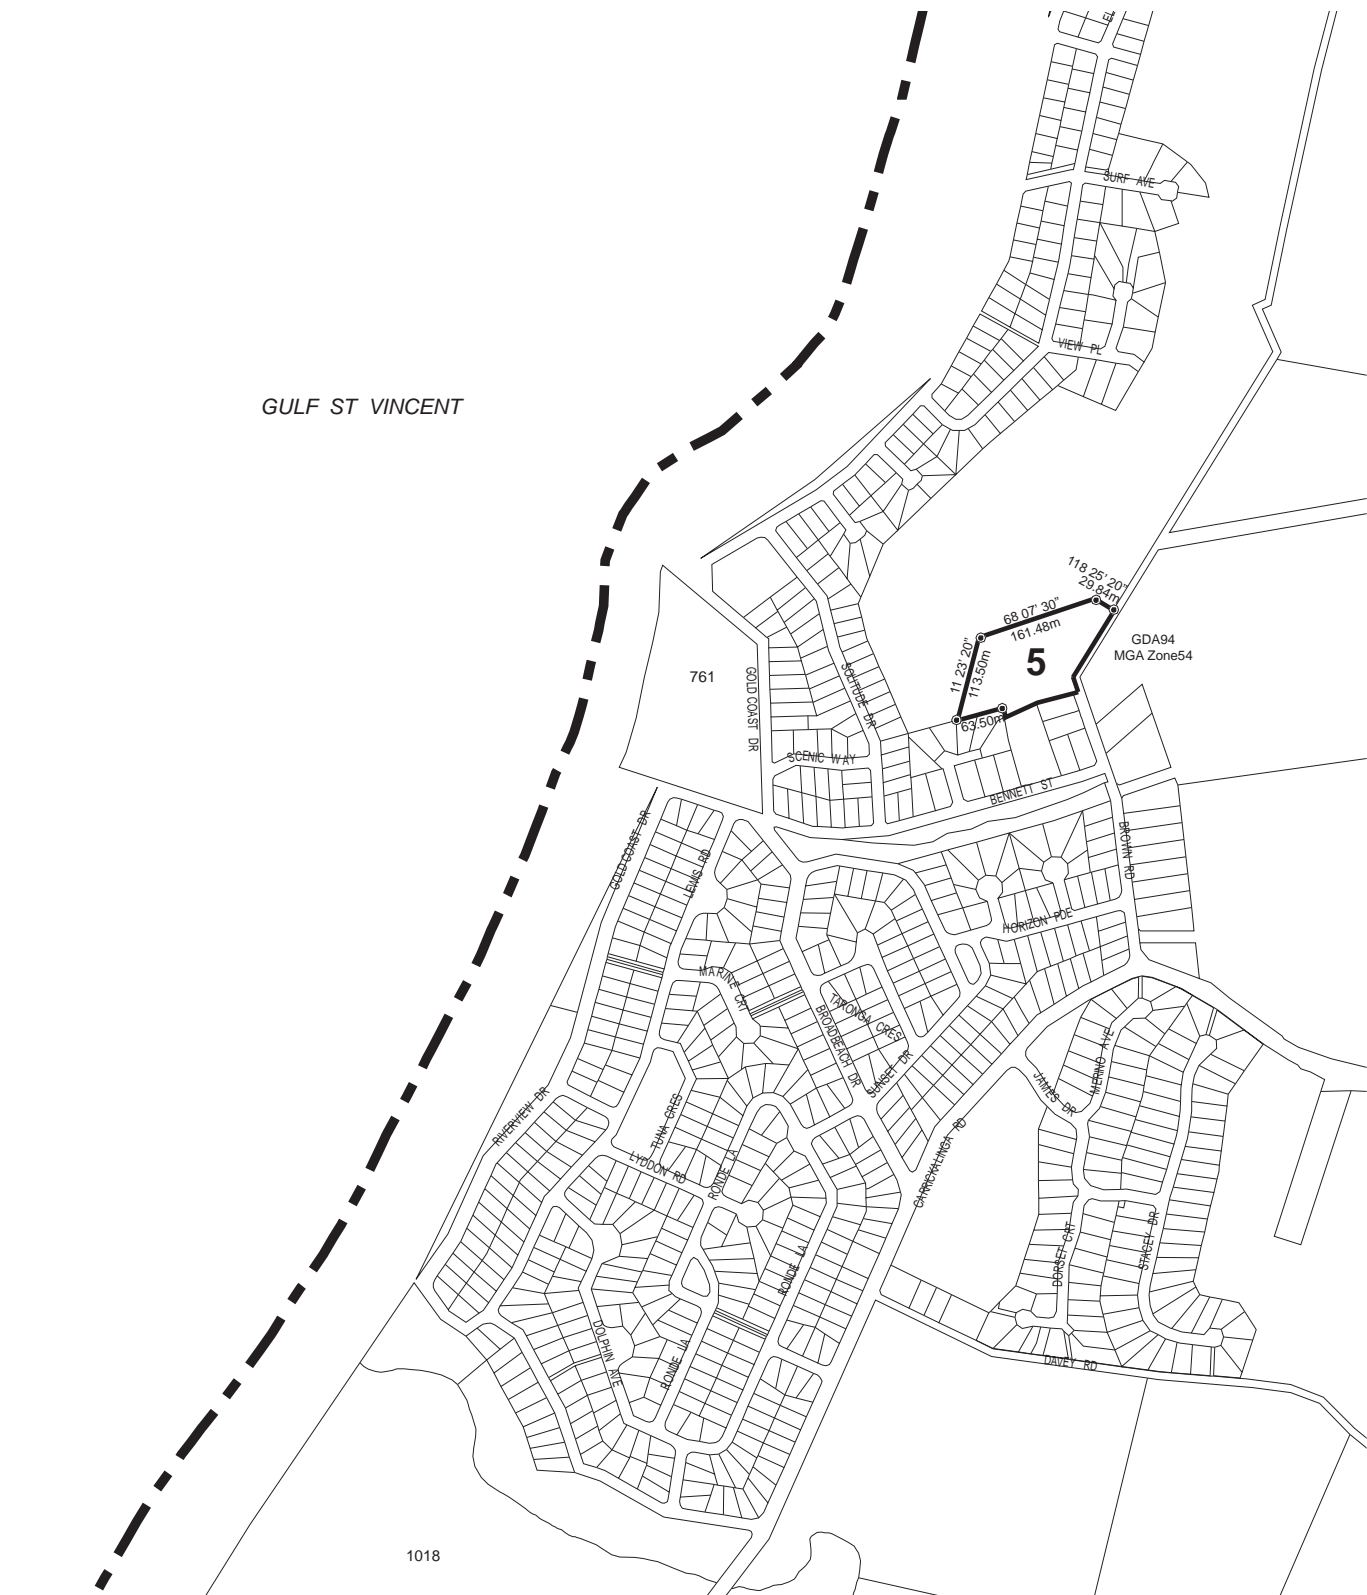 EL
SURF AVE
VIEW PL
GULF ST VINCENT
118 25' 20"
29.84m
68 07' 30"
161.48m
GDA94
MGA Zone54
5
11 23' 20"
113.50m
63.50m
761
GOLD COAST DR
SOLITUDE DR
SCENIC WAY
BENNETT ST
BROWN RD
GOLD COAST DR
LEWIS RD
HORIZON PDE
MARINE CRT
TARONGA CRES
BROADBEACH DR
SUNSET DR
JAMES DR
MERINO AVE
RIVERVIEW DR
TUNA CRES
LYDDON RD
RONDE LA
CARRICKALINGA RD
DORSET CRT
STACEY DR
RONDE LA
DOLPHIN AVE
RONDE LA
DAVEY RD
1018